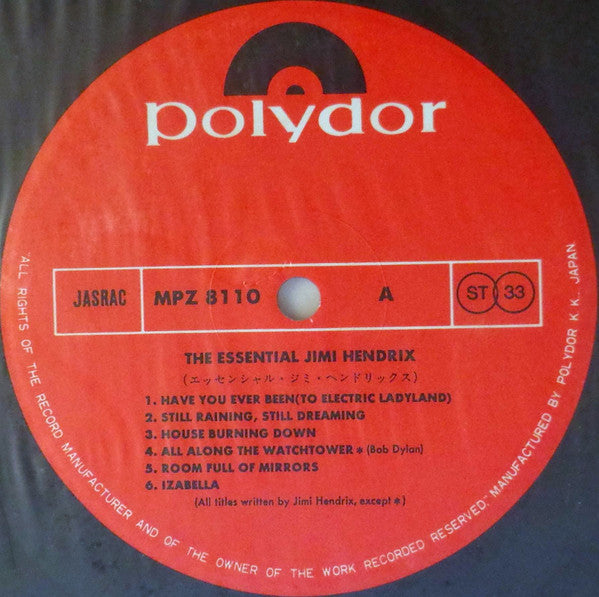 polydor
JASRAC MPZ 8110 A ST 33
THE ESSENTIAL JIMI HENDRIX
(エッセンシャル・ジミ・ヘンドリックス)
1. HAVE YOU EVER BEEN(TO ELECTRIC LADYLAND)
2. STILL RAINING, STILL DREAMING
3. HOUSE BURNING DOWN
4. ALL ALONG THE WATCHTOWER * (Bob Dylan)
5. ROOM FULL OF MIRRORS
6. IZABELLA
(All titles written by Jimi Hendrix, except *)
ALL RIGHTS OF THE RECORD MANUFACTURER AND OF THE OWNER OF THE WORK RECORDED RESERVED." MANUFACTURED BY POLYDOR K.K., JAPAN